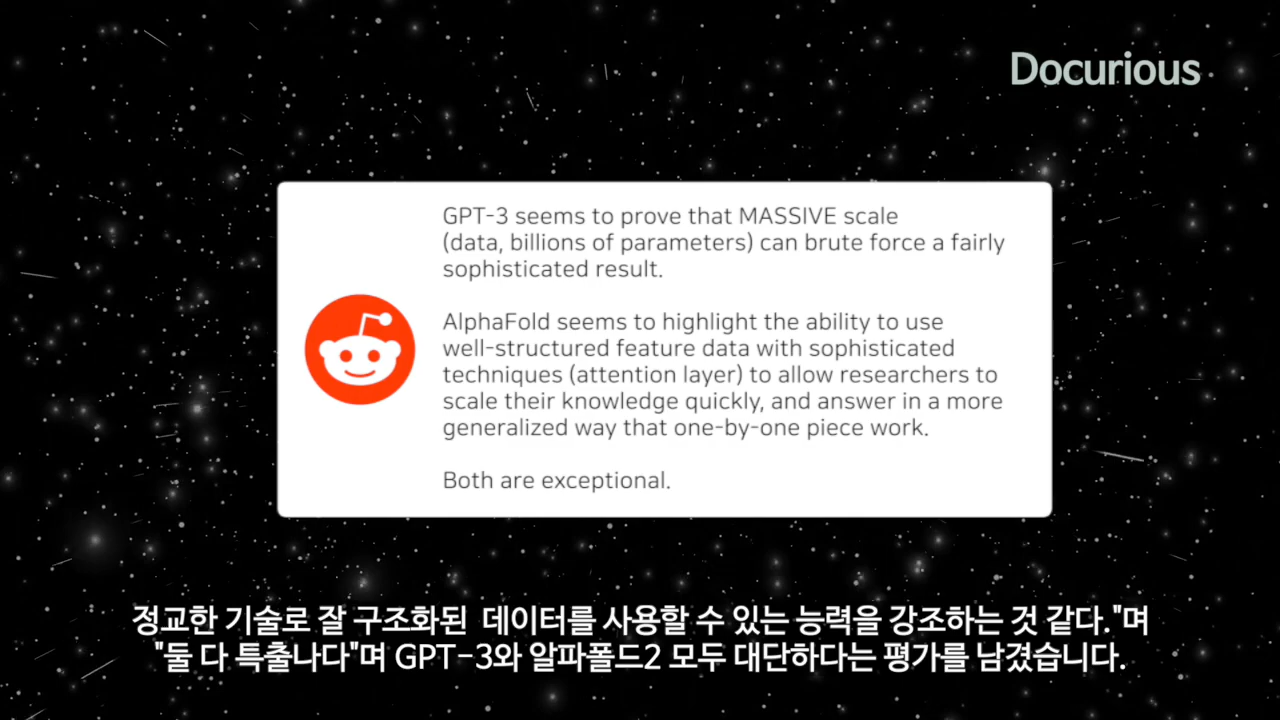 Docurious
GPT-3 seems to prove that MASSIVE scale
(data, billions of parameters) can brute force a fairly
sophisticated result.
AlphaFold seems to highlight the ability to use
well-structured feature data with sophisticated
techniques (attention layer) to allow researchers to
scale their knowledge quickly, and answer in a more
generalized way that one-by-one piece work.
Both are exceptional.
정교한 기술로 잘 구조화된 데이터를 사용할 수 있는 능력을 강조하는 것 같다."며
"둘 다 특출나다"며 GPT-3와 알파폴드2 모두 대단하다는 평가를 남겼습니다.